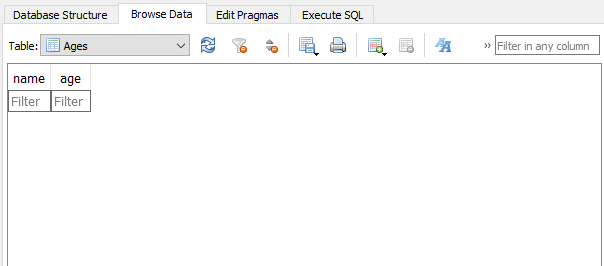 Database Structure Browse Data Edit Pragmas Execute SQL
Table: Ages » Filter in any column
name age
Filter Filter